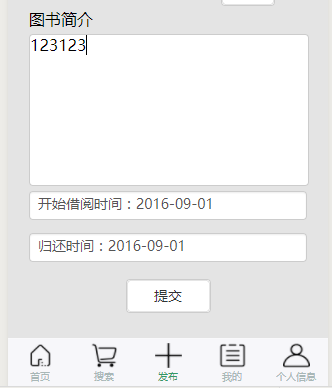 图书简介
123123
开始借阅时间：2016-09-01
归还时间：2016-09-01
提交
首页 搜索 发布 我的 个人信息